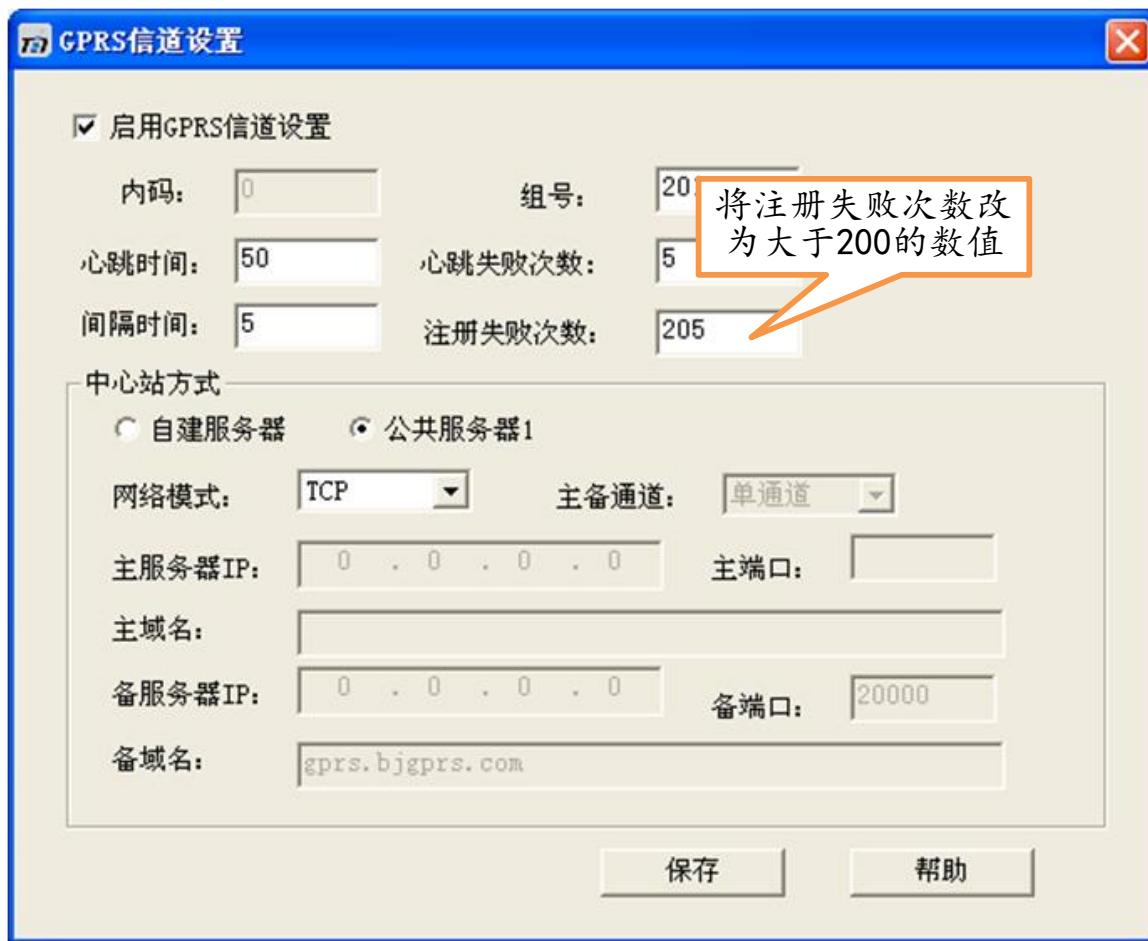 GPRS信道设置
启用GPRS信道设置
内码: 0 组号:
将注册失败次数改
为大于200的数值
心跳时间: 50 心跳失败次数: 5
间隔时间: 5 注册失败次数: 205
中心站方式
自建服务器 公共服务器1
网络模式: TCP 主备通道: 单通道
主服务器IP: 0 . 0 . 0 . 0 主端口:
主域名:
备服务器IP: 0 . 0 . 0 . 0 备端口: 20000
备域名: gprs.bjgprs.com
保存 帮助